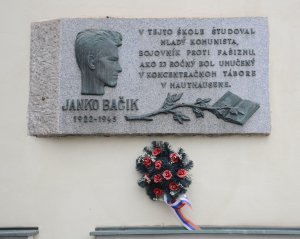 V TEJTO ŠKOLE ŠTUDOVAL
MLADÝ KOMUNISTA,
BOJOVNÍK PROTI FAŠIZMU,
AKO 23 ROČNÝ BOL UMUČENÝ
V KONCENTRAČNOM TÁBORE
V MAUTHAUSENE.
JANKO BAČIK
1922-1945